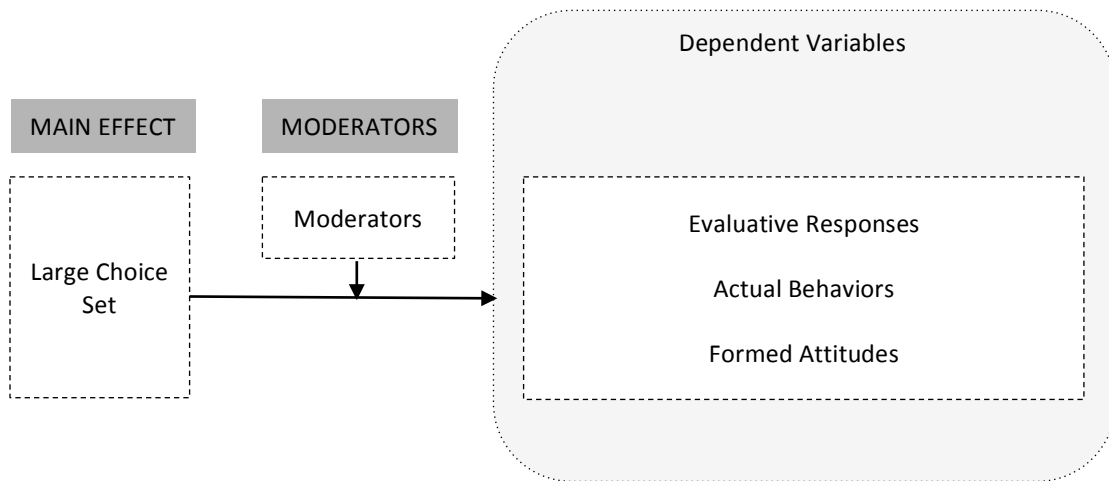 Dependent Variables
MAIN EFFECT
MODERATORS
Large Choice
Set
Moderators
Evaluative Responses
Actual Behaviors
Formed Attitudes